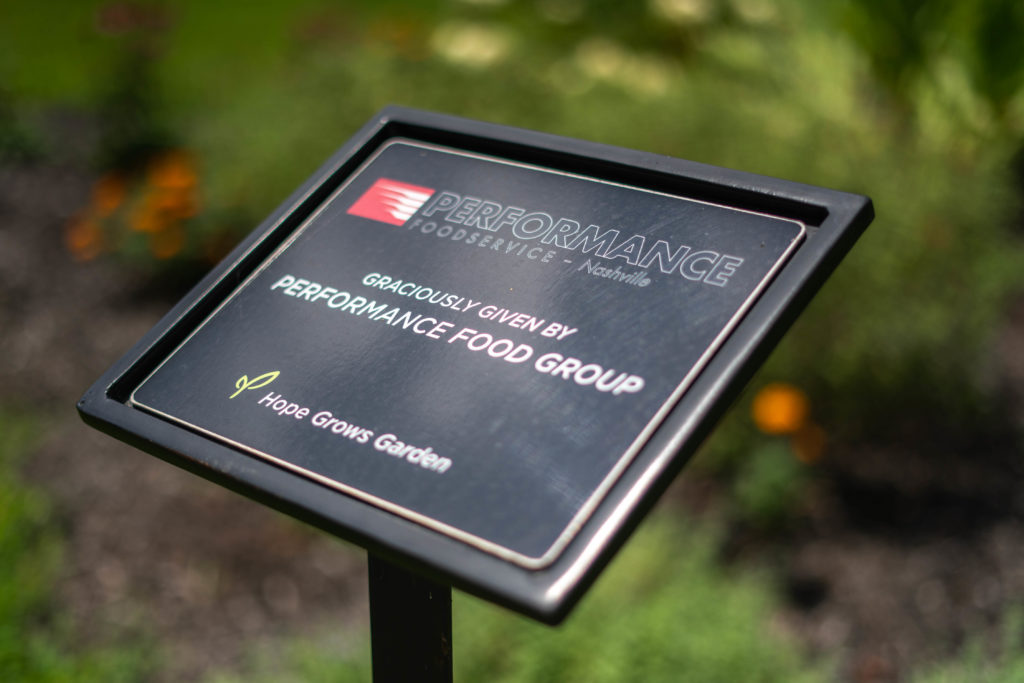 PERFORMANCE
FOODSERVICE - Nashville
GRACIOUSLY GIVEN BY
PERFORMANCE FOOD GROUP
Hope Grows Garden